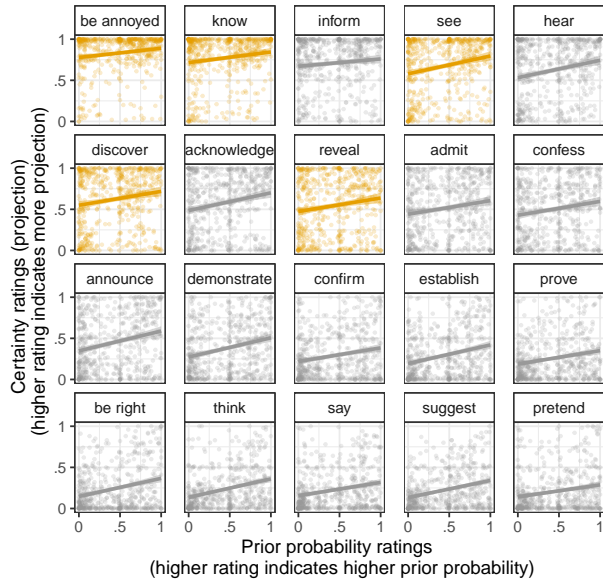 be annoyed know inform see hear
1
.5
0
discover acknowledge reveal admit confess
1
.5
0
announce demonstrate confirm establish prove
1
.5
0
be right think say suggest pretend
1
.5
0
0 .5 1 0 .5 1 0 .5 1 0 .5 1 0 .5 1
Certainty ratings (projection)
(higher rating indicates more projection)
Prior probability ratings
(higher rating indicates higher prior probability)